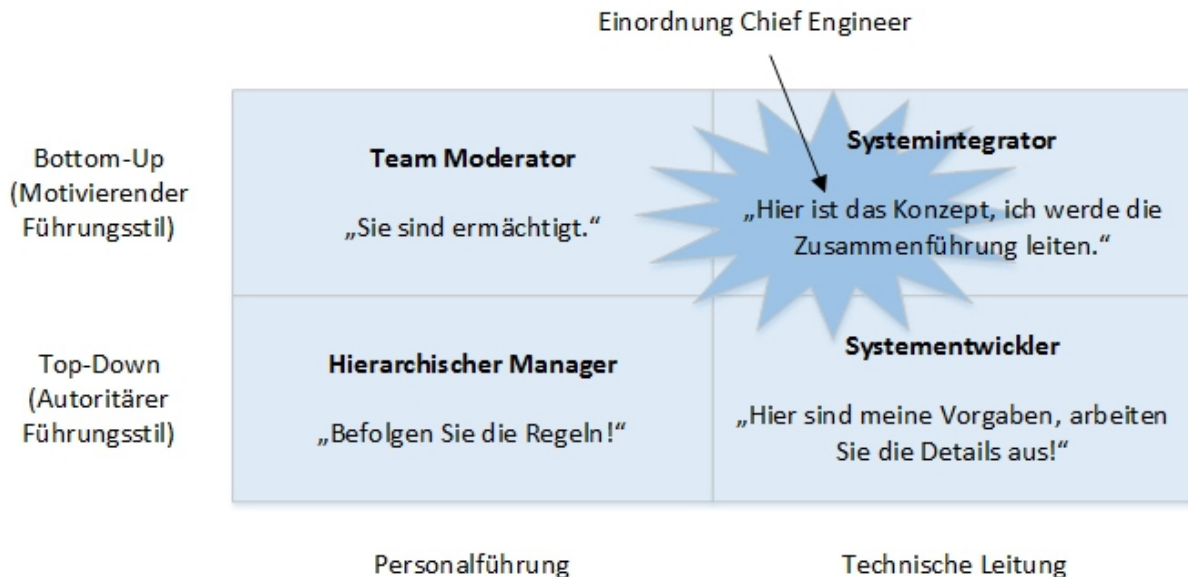 Einordnung Chief Engineer
Bottom-Up
(Motivierender
Führungsstil)
Team Moderator
„Sie sind ermächtigt.“
Systemintegrator
„Hier ist das Konzept, ich werde die
Zusammenführung leiten.“
Top-Down
(Autoritärer
Führungsstil)
Hierarchischer Manager
„Befolgen Sie die Regeln!“
Systementwickler
„Hier sind meine Vorgaben, arbeiten
Sie die Details aus!“
Personalführung
Technische Leitung